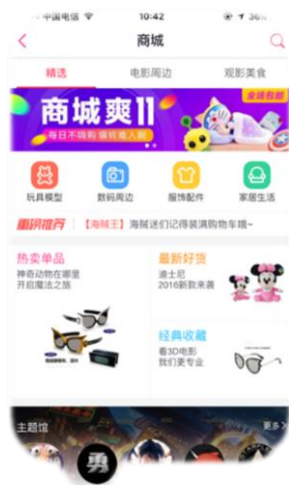 中国电信
10:42
商城
精选
电影周边
观影美食
全场包邮
商城爽11
每日不嗨购 编钟难入眠
玩具模型
数码周边
服饰配件
家居生活
重磅推荐
【海贼王】海贼迷们记得装满购物车哦~
热卖单品
神奇动物在哪里
开启魔法之旅
最新好货
迪士尼
2016新款来袭
经典收藏
看3D电影
我们更专业
主题馆
更多>
勇